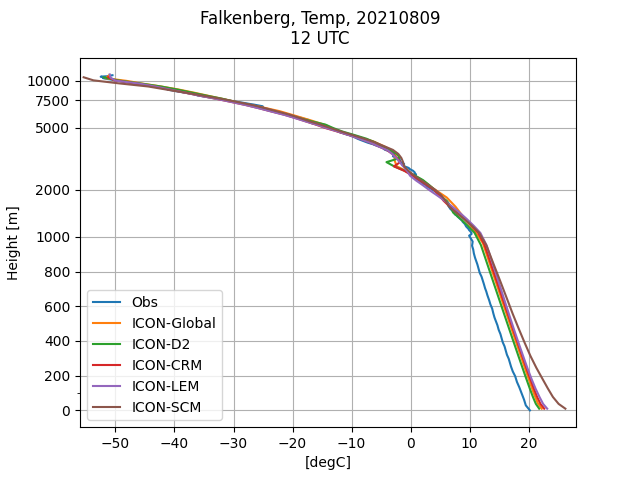 Falkenberg, Temp, 20210809
12 UTC
Height [m]
10000
7500
5000
2000
1000
800
600
400
200
0
Obs
ICON-Global
ICON-D2
ICON-CRM
ICON-LEM
ICON-SCM
−50 −40 −30 −20 −10 0 10 20
[degC]